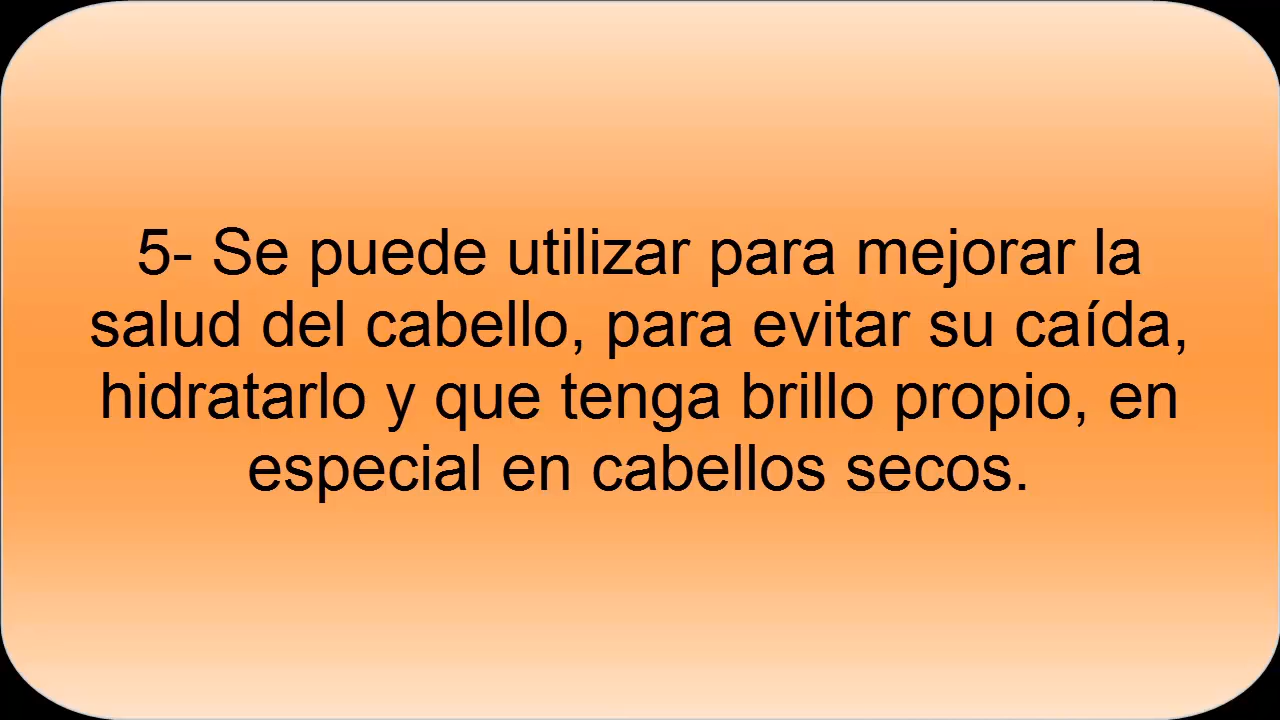 5- Se puede utilizar para mejorar la
salud del cabello, para evitar su caída,
hidratarlo y que tenga brillo propio, en
especial en cabellos secos.